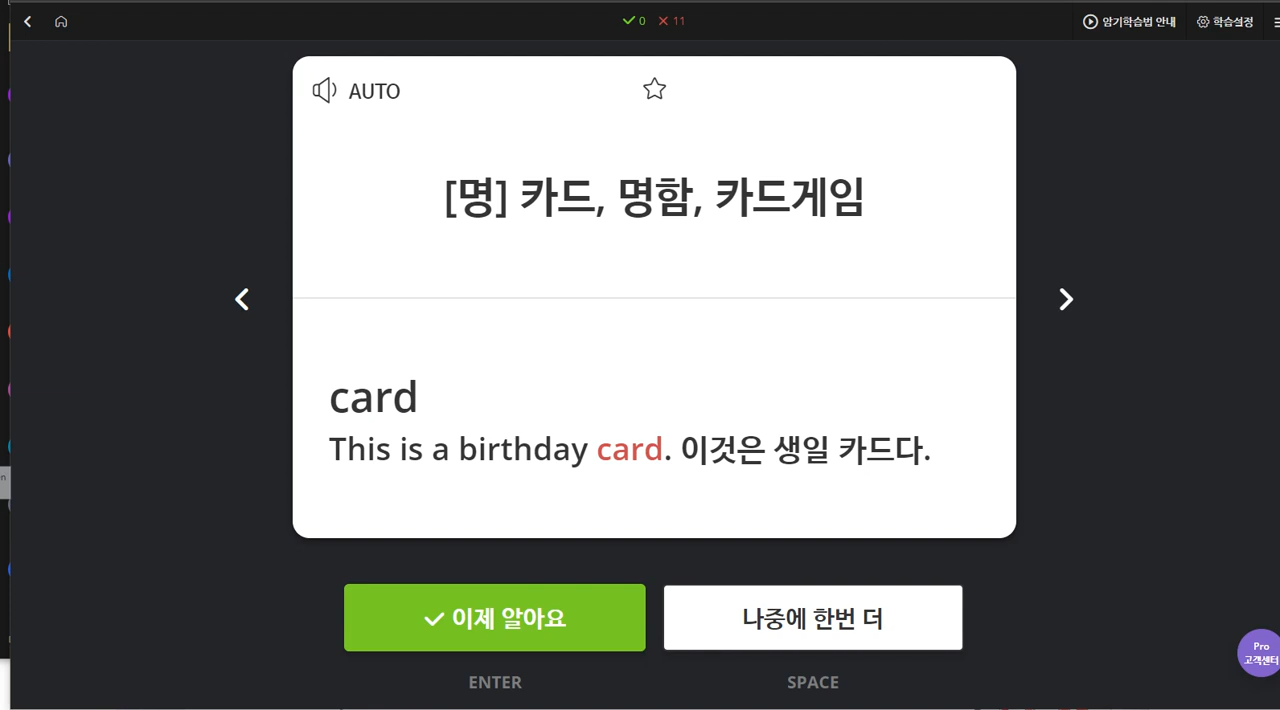 0 11 암기학습법 안내 학습설정
AUTO
[명] 카드, 명함, 카드게임
card
This is a birthday card. 이것은 생일 카드다.
이제 알아요 나중에 한번 더
ENTER SPACE
Pro
고객센터